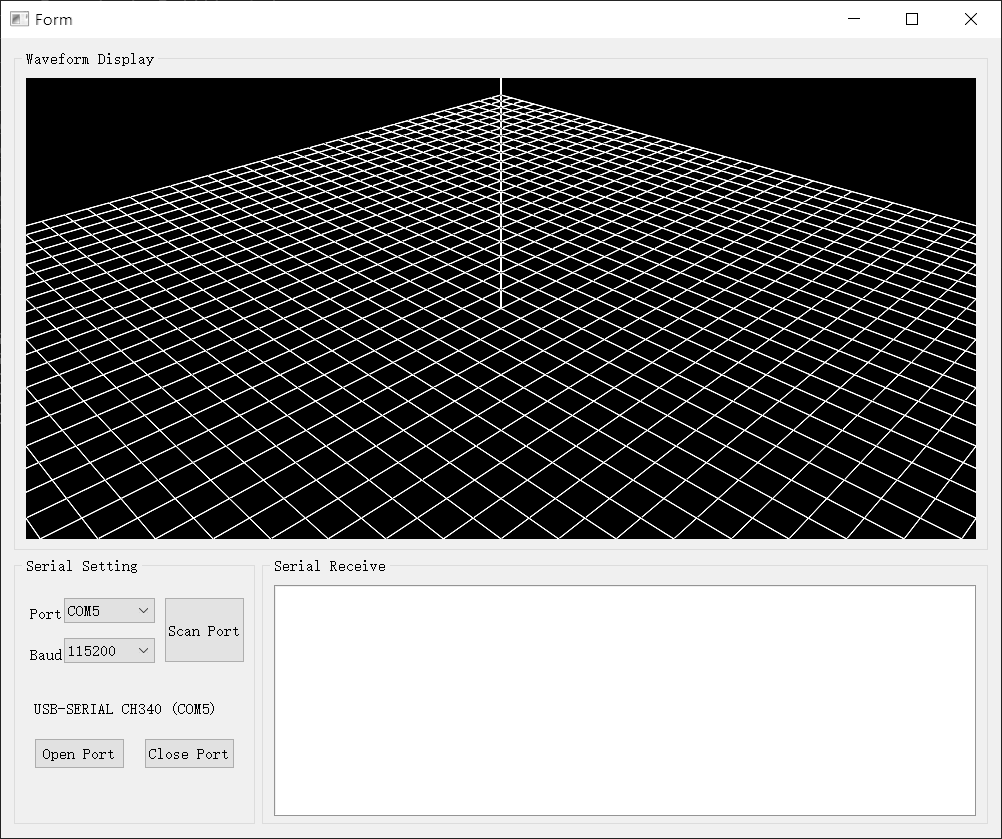 Form
Waveform Display
Serial Setting
Port COM5
Scan Port
Baud 115200
USB-SERIAL CH340 (COM5)
Open Port Close Port
Serial Receive